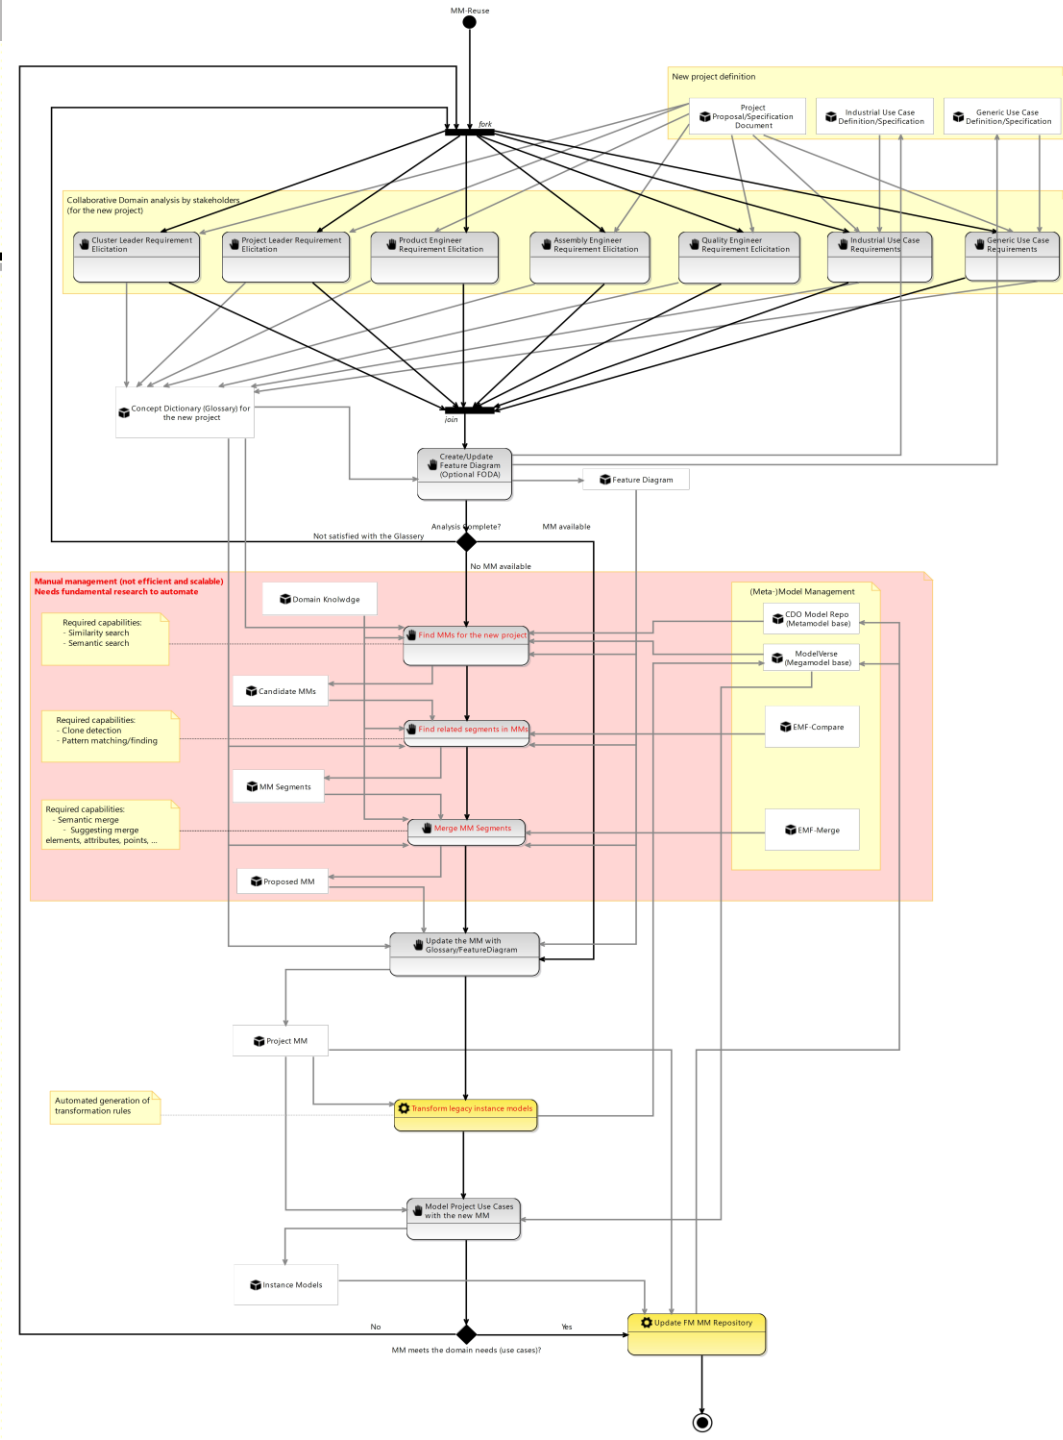 MM-Reuse
fork
New project definition
Project
Proposal/Specification
Document
Industrial Use Case
Definition/Specification
Generic Use Case
Definition/Specification
Collaborative Domain analysis by stakeholders
(for the new project)
Cluster Leader Requirement
Elicitation
Project Leader Requirement
Elicitation
Product Engineer
Requirement Elicitation
Assembly Engineer
Requirement Elicitation
Quality Engineer
Requirement Eclicitation
Industrial Use Case
Requirements
Generic Use Case
Requirements
Concept Dictionary (Glossary) for
the new project
join
Create/Update
Feature Diagram
(Optional FODA)
Feature Diagram
Analysis Complete?
MM available
Not satisfied with the Glassery
No MM available
Manual management (not efficient and scalable)
Needs fundamental research to automate
Domain Knolwdge
(Meta-)Model Management
Required capabilities:
- Similarity search
- Semantic search
Find MMs for the new project
CDO Model Repo
(Metamodel base)
ModelVerse
(Megamodel base)
Candidate MMs
Required capabilities:
- Clone detection
- Pattern matching/finding
Find related segments in MMs
EMF-Compare
MM Segments
Required capabilities:
- Semantic merge
- Suggesting merge
elements, attributes, points, ...
Merge MM Segments
EMF-Merge
Proposed MM
Update the MM with
Glossary/FeatureDiagram
Project MM
Automated generation of
transformation rules
Transform legacy instance models
Model Project Use Cases
with the new MM
Instance Models
No
Yes
Update FM MM Repository
MM meets the domain needs (use cases)?